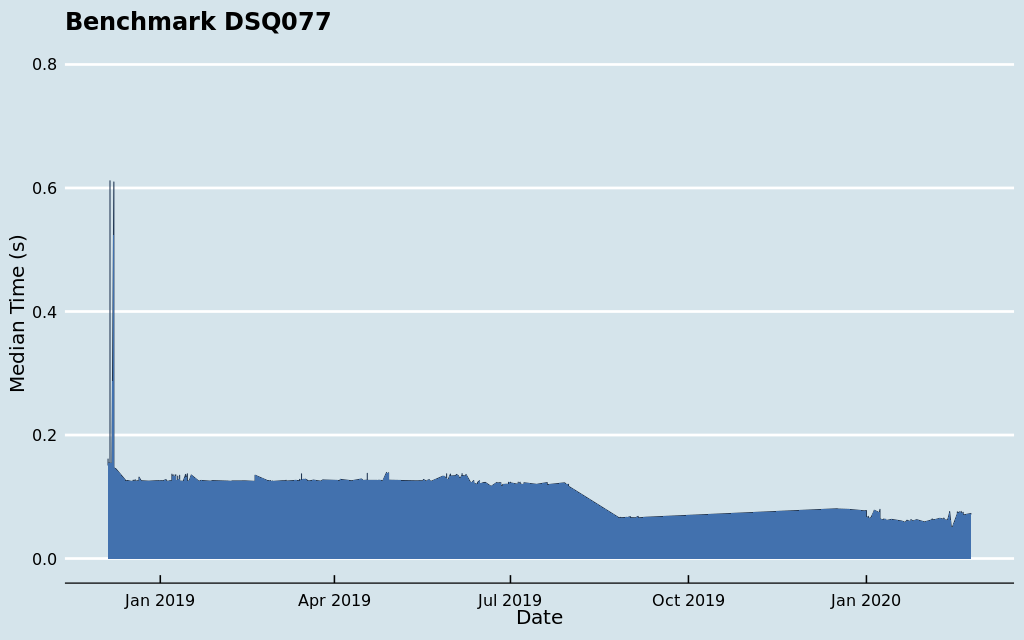 Benchmark DSQ077
Median Time (s)
0.8
0.6
0.4
0.2
0.0
Jan 2019
Apr 2019
Jul 2019
Oct 2019
Jan 2020
Date